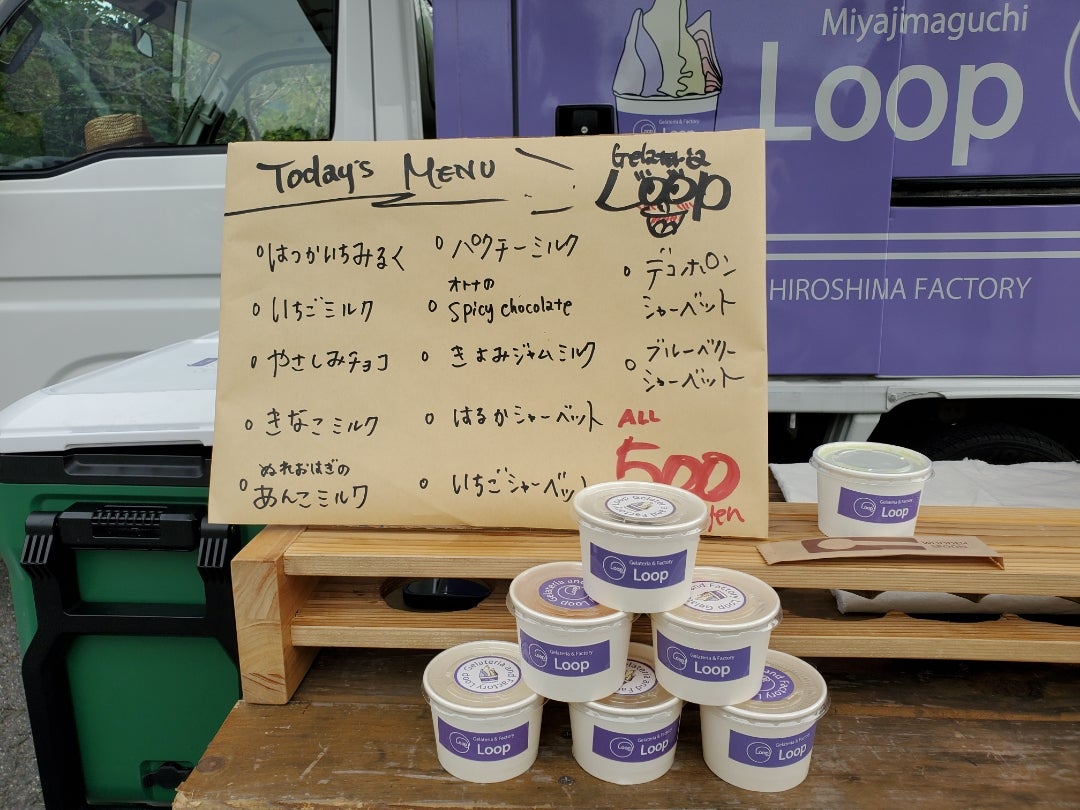 Miyajimaguchi
Loop
HIROSHIMA FACTORY
Today's MENU
Gelateria
LOOP
はつかいちみるく
いちごミルク
やさしみチョコ
きなこミルク
ぬれおはぎの
あんこミルク
パクチーミルク
オトナの
Spicy chocolate
きよみジャムミルク
はるかシャーベット
いちごシャーベット
デコポン
シャーベット
ブルーベリー
シャーベット
ALL
500
yen
Gelateria & Factory
Loop
WOODEN
SPOON
Gelateria & Factory
Loop
Gelateria & Factory
Loop
Gelateria & Factory
Loop
Gelateria & Factory
Loop
Gelateria & Factory
Loop
Gelateria & Factory
Loop
Gelateria and Factory Loop